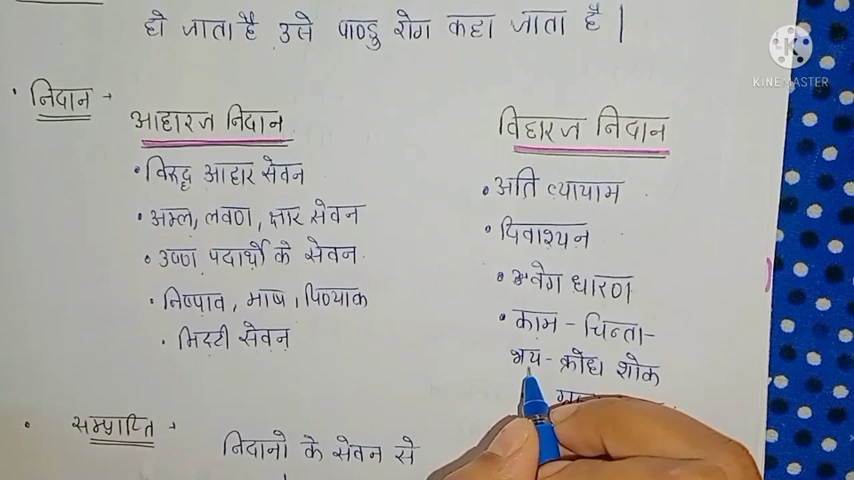 हो जाता है उसे पाण्डु रोग कहा जाता है |
KINEMASTER
निदान →
आहारज निदान
• विरुद्ध आहार सेवन
• अम्ल, लवण, क्षार सेवन
• उष्ण पदार्थो के सेवन
• निष्पाव, माष, पिण्याक
• मिट्टी सेवन
विहारज निदान
• अति व्यायाम
• दिवाश्यन
• वेग धारण
• काम - चिन्ता -
भय - क्रोध शोक
• सम्प्राप्ति →
निदानो के सेवन से